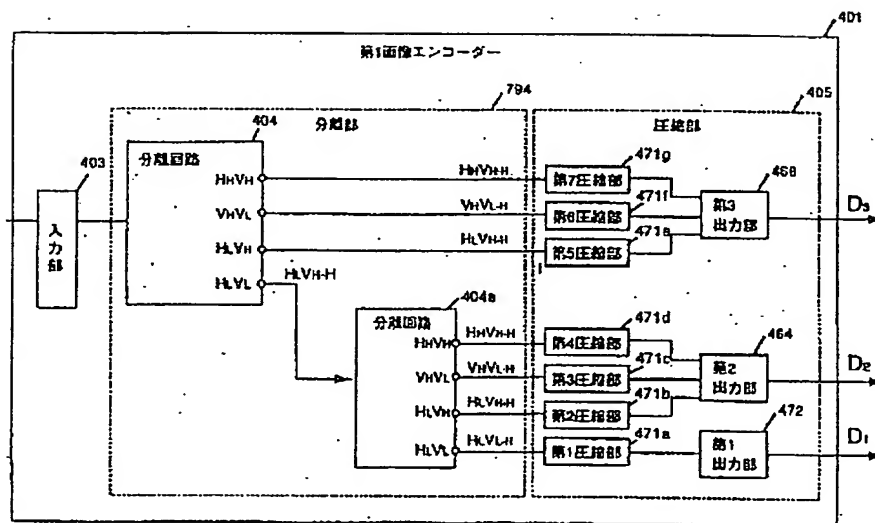 401
第1画像エンコーダー
794
405
分離部
圧縮部
404
分離回路
403
入力部
HHVH
VHVL
HLVH
HLVL
HHVH-H
VHVL-H
HLVH-H
HLVH-H
471g
第7圧縮部
471f
第6圧縮部
471e
第5圧縮部
468
第3
出力部
D3
404a
分離回路
HHVH
VHVL
HLVH
HLVL
HHVH-H
VHVL-H
HLVH-H
HLVL-H
471d
第4圧縮部
471c
第3圧縮部
471b
第2圧縮部
471a
第1圧縮部
464
第2
出力部
D2
472
第1
出力部
D1